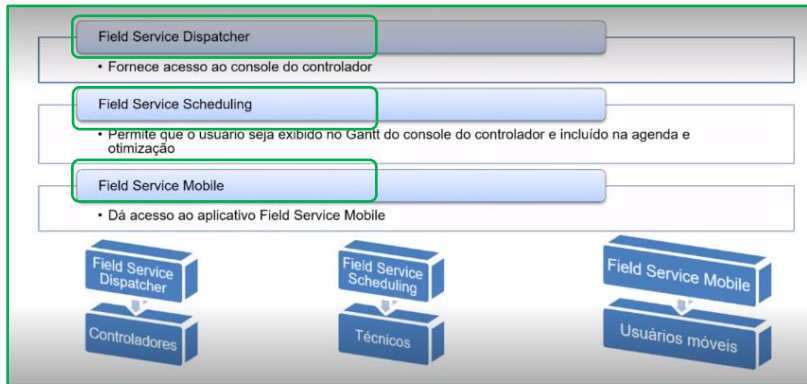 Field Service Dispatcher
• Fornece acesso ao console do controlador
Field Service Scheduling
• Permite que o usuário seja exibido no Gantt do console do controlador e incluído na agenda e
otimização
Field Service Mobile
• Dá acesso ao aplicativo Field Service Mobile
Field Service
Dispatcher
Controladores
Field Service
Scheduling
Técnicos
Field Service Mobile
Usuários móveis